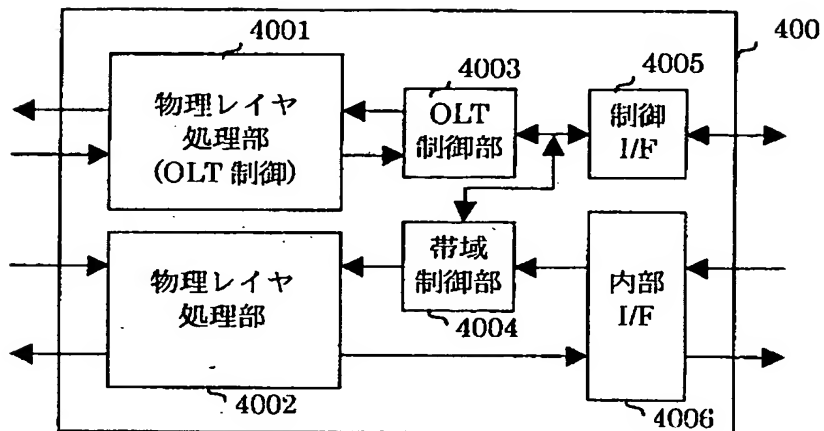 4001
400
4003
4005
物理レイヤ
処理部
(OLT 制御)
OLT
制御部
制御
I/F
物理レイヤ
処理部
帯域
制御部
内部
I/F
4004
4002
4006